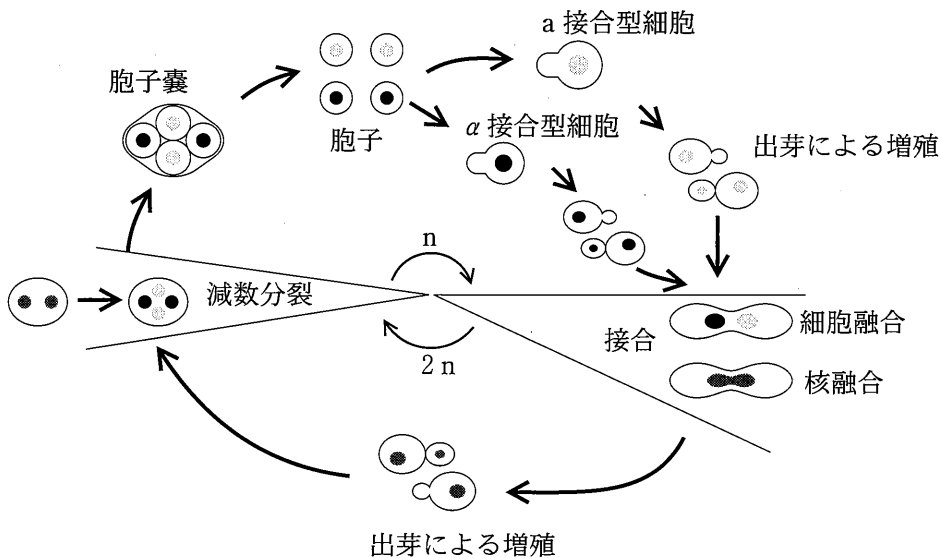 a 接合型細胞
胞子嚢
胞子
α 接合型細胞
出芽による増殖
n
減数分裂
接合
細胞融合
2 n
核融合
出芽による増殖